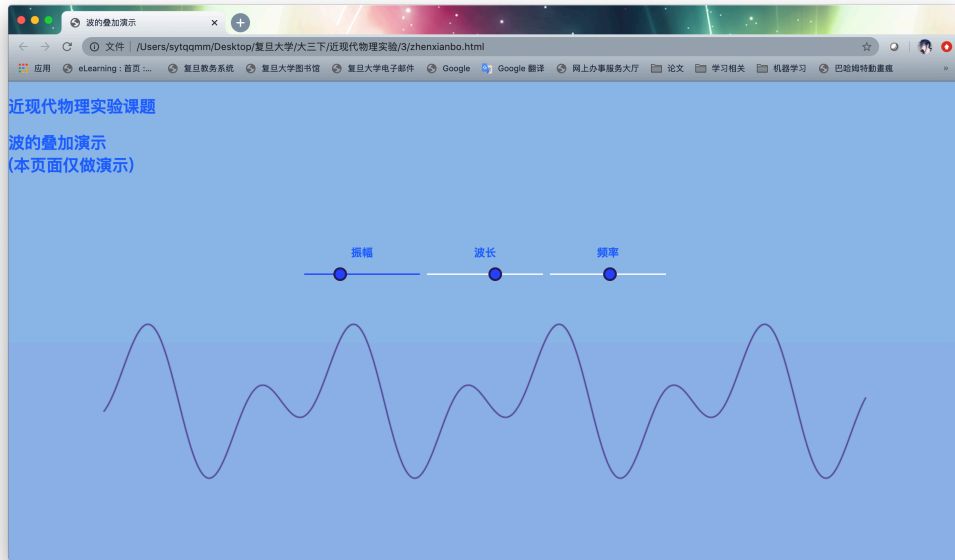 波的叠加演示
文件 /Users/sytqqmm/Desktop/复旦大学/大三下/近现代物理实验/3/zhenxianbo.html
应用 eLearning : 首页 :... 复旦教务系统 复旦大学图书馆 复旦大学电子邮件 Google Google 翻译 网上办事服务大厅 论文 学习相关 机器学习 巴哈姆特動畫瘋 »
近现代物理实验课题
波的叠加演示
(本页面仅做演示)
振幅 波长 频率